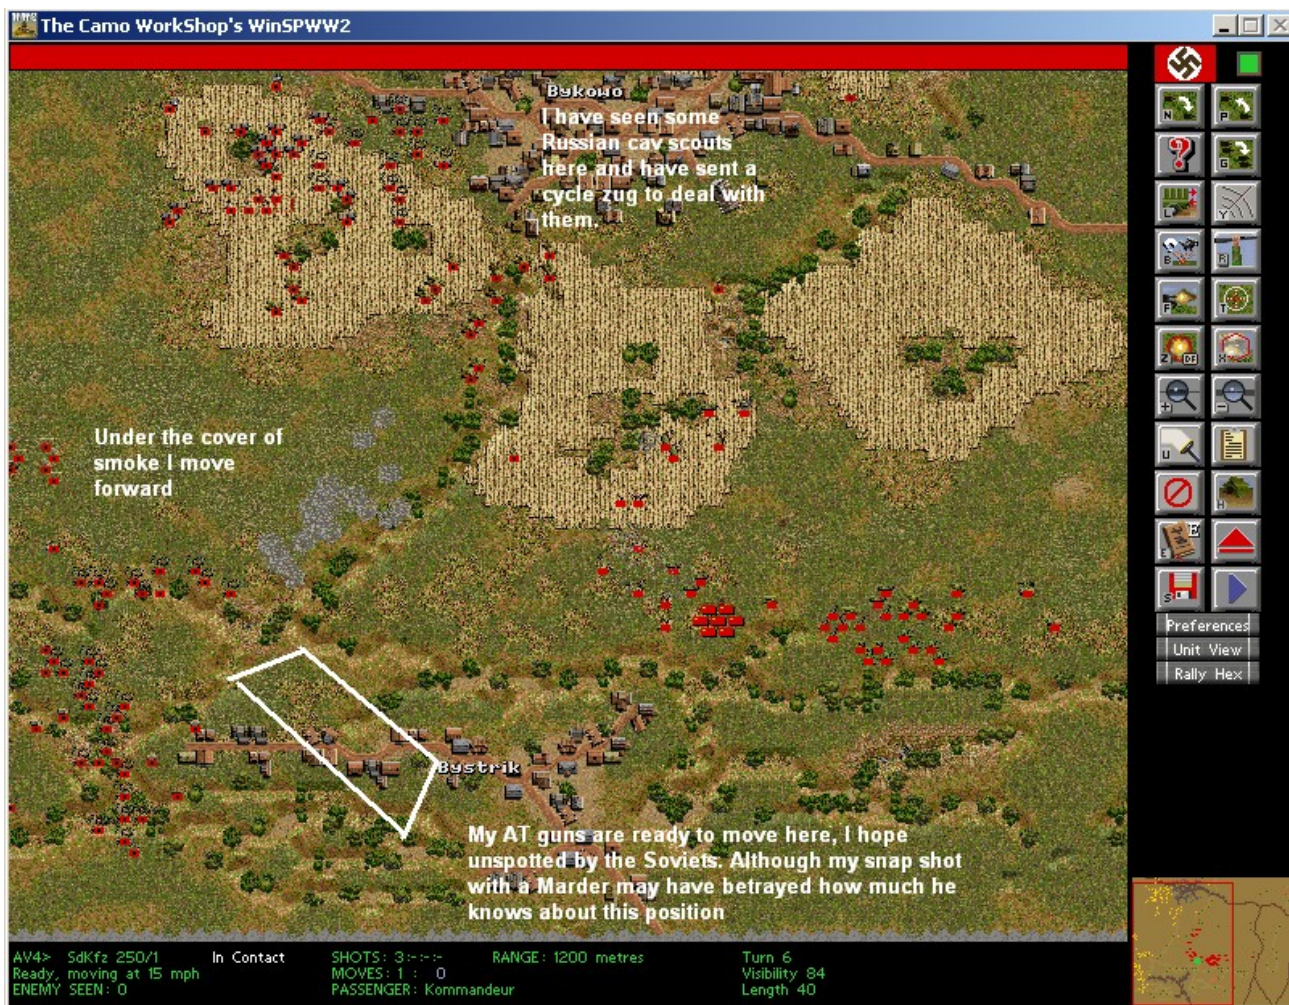 The Camo WorkShop's WinSPWW2
Bykowo
I have seen some
Russian cav scouts
here and have sent a
cycle zug to deal with
them.
Under the cover of
smoke I move
forward
Bystrik
My AT guns are ready to move here, I hope
unspotted by the Soviets. Although my snap shot
with a Marder may have betrayed how much he
knows about this position
N
P
G
L
Y
B
R
F
T
Z DF
X
U
H
E
E
S
Preferences
Unit View
Rally Hex
AV4> SdKfz 250/1 In Contact SHOTS: 3:-:-:- RANGE: 1200 metres Turn 6
Ready, moving at 15 mph MOVES: 1 : 0 Visibility 84
ENEMY SEEN: 0 PASSENGER: Kommandeur Length 40